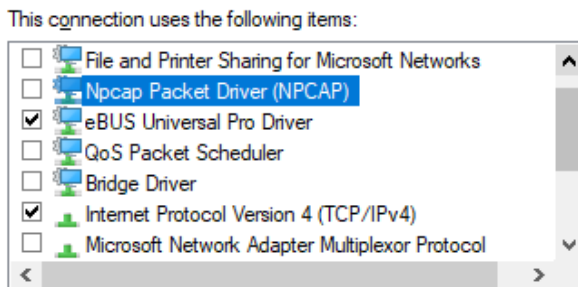 This connection uses the following items:
File and Printer Sharing for Microsoft Networks
Npcap Packet Driver (NPCAP)
eBUS Universal Pro Driver
QoS Packet Scheduler
Bridge Driver
Internet Protocol Version 4 (TCP/IPv4)
Microsoft Network Adapter Multiplexor Protocol